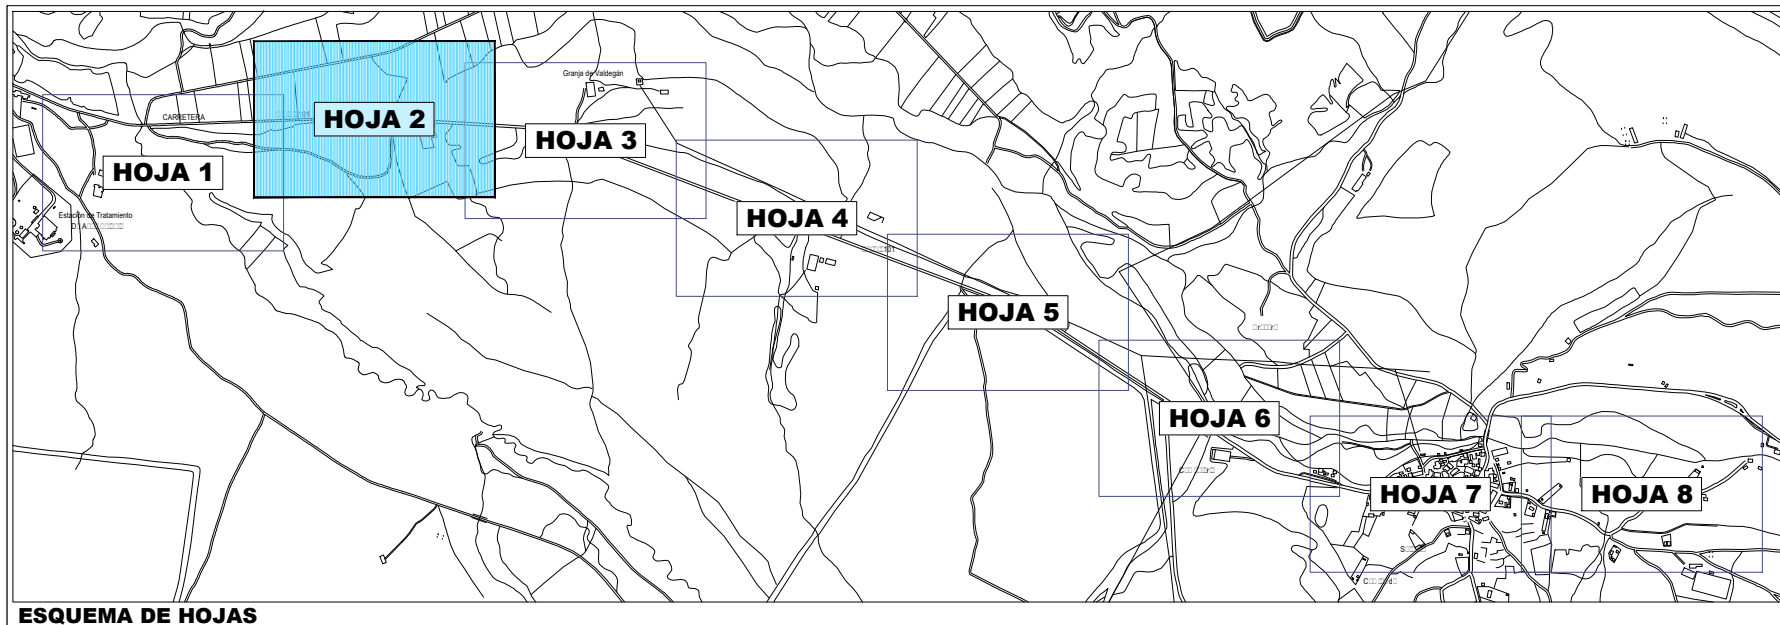 Granja de Valdegán
CARRETERA
HOJA 2
HOJA 3
HOJA 1
Estación de Tratamiento
HOJA 4
HOJA 5
HOJA 6
HOJA 7
HOJA 8
ESQUEMA DE HOJAS